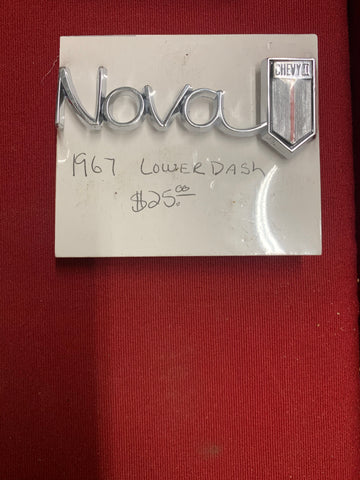 Nova CHEVY II
1967 LOWER DASH
$25.00